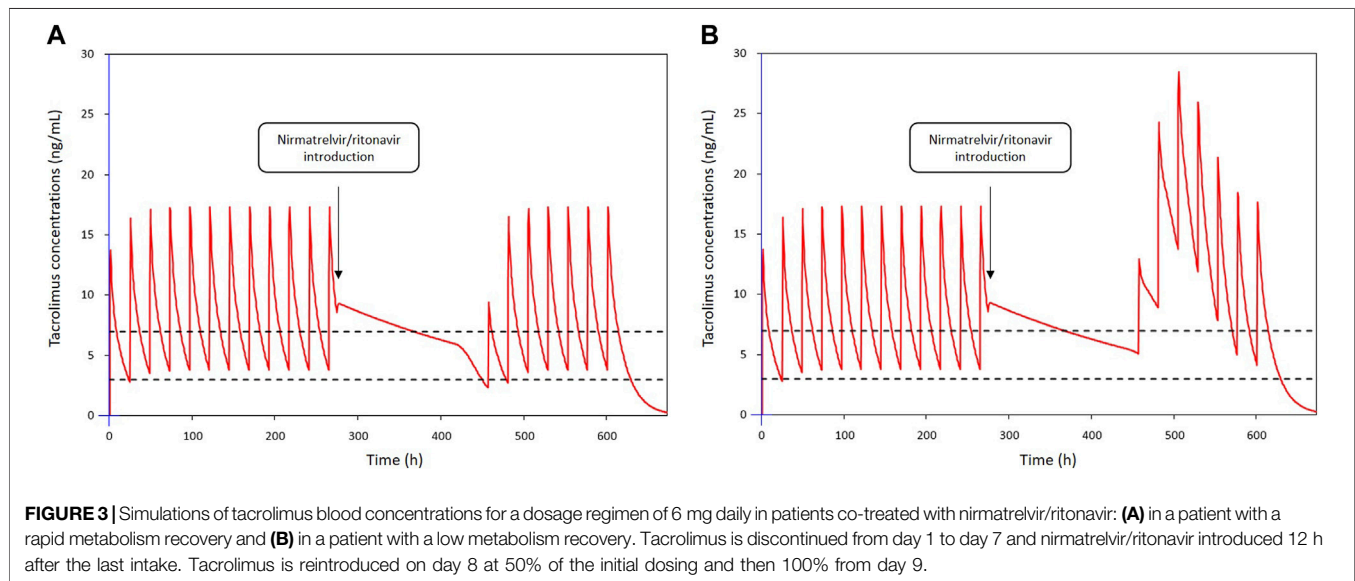 A
30
25
20
15
10
5
0
Tacrolimus concentrations (ng/mL)
Nirmatrelvir/ritonavir
introduction
0 100 200 300 400 500 600
Time (h)
B
30
25
20
15
10
5
0
Tacrolimus concentrations (ng/mL)
Nirmatrelvir/ritonavir
introduction
0 100 200 300 400 500 600
Time (h)
FIGURE 3 | Simulations of tacrolimus blood concentrations for a dosage regimen of 6 mg daily in patients co-treated with nirmatrelvir/ritonavir: (A) in a patient with a
rapid metabolism recovery and (B) in a patient with a low metabolism recovery. Tacrolimus is discontinued from day 1 to day 7 and nirmatrelvir/ritonavir introduced 12 h
after the last intake. Tacrolimus is reintroduced on day 8 at 50% of the initial dosing and then 100% from day 9.